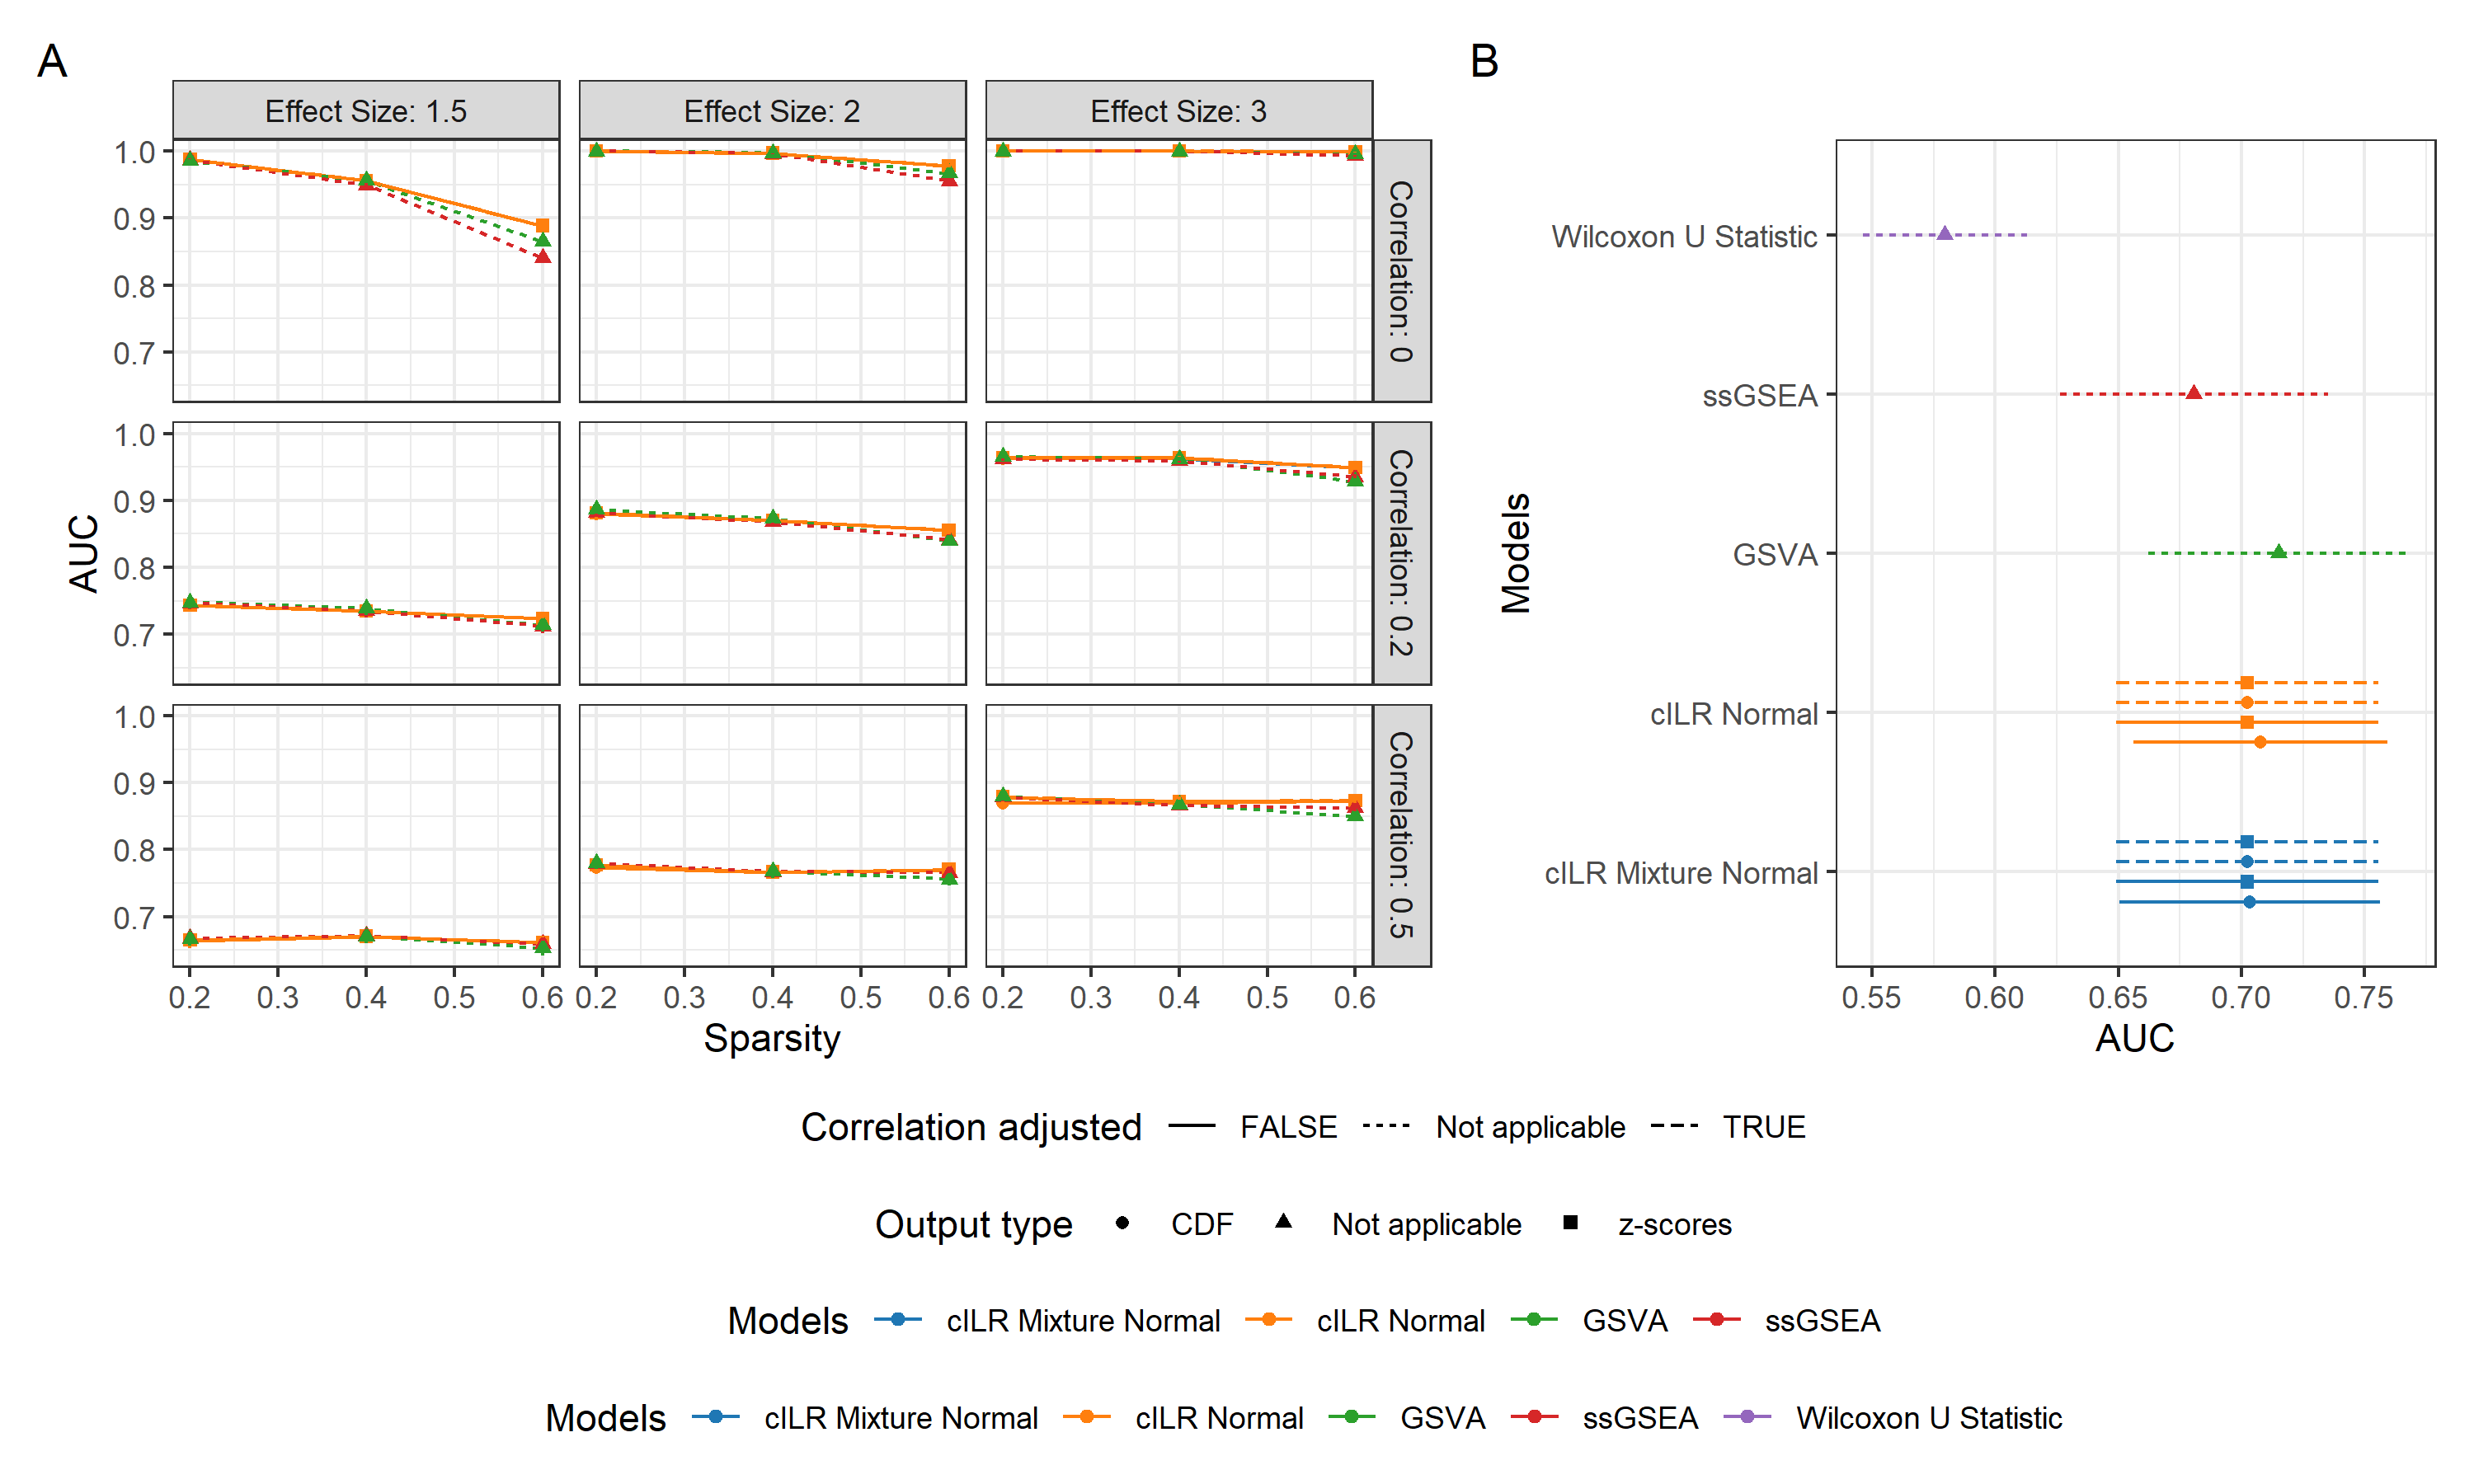 A
B
Effect Size: 1.5
Effect Size: 2
Effect Size: 3
1.0
0.9
0.8
0.7
Correlation: 0
1.0
0.9
0.8
0.7
Correlation: 0.2
1.0
0.9
0.8
0.7
Correlation: 0.5
AUC
0.2 0.3 0.4 0.5 0.6
0.2 0.3 0.4 0.5 0.6
0.2 0.3 0.4 0.5 0.6
Sparsity
Models
Wilcoxon U Statistic
ssGSEA
GSVA
cILR Normal
cILR Mixture Normal
0.55 0.60 0.65 0.70 0.75
AUC
Correlation adjusted FALSE Not applicable TRUE
Output type CDF Not applicable z-scores
Models cILR Mixture Normal cILR Normal GSVA ssGSEA
Models cILR Mixture Normal cILR Normal GSVA ssGSEA Wilcoxon U Statistic